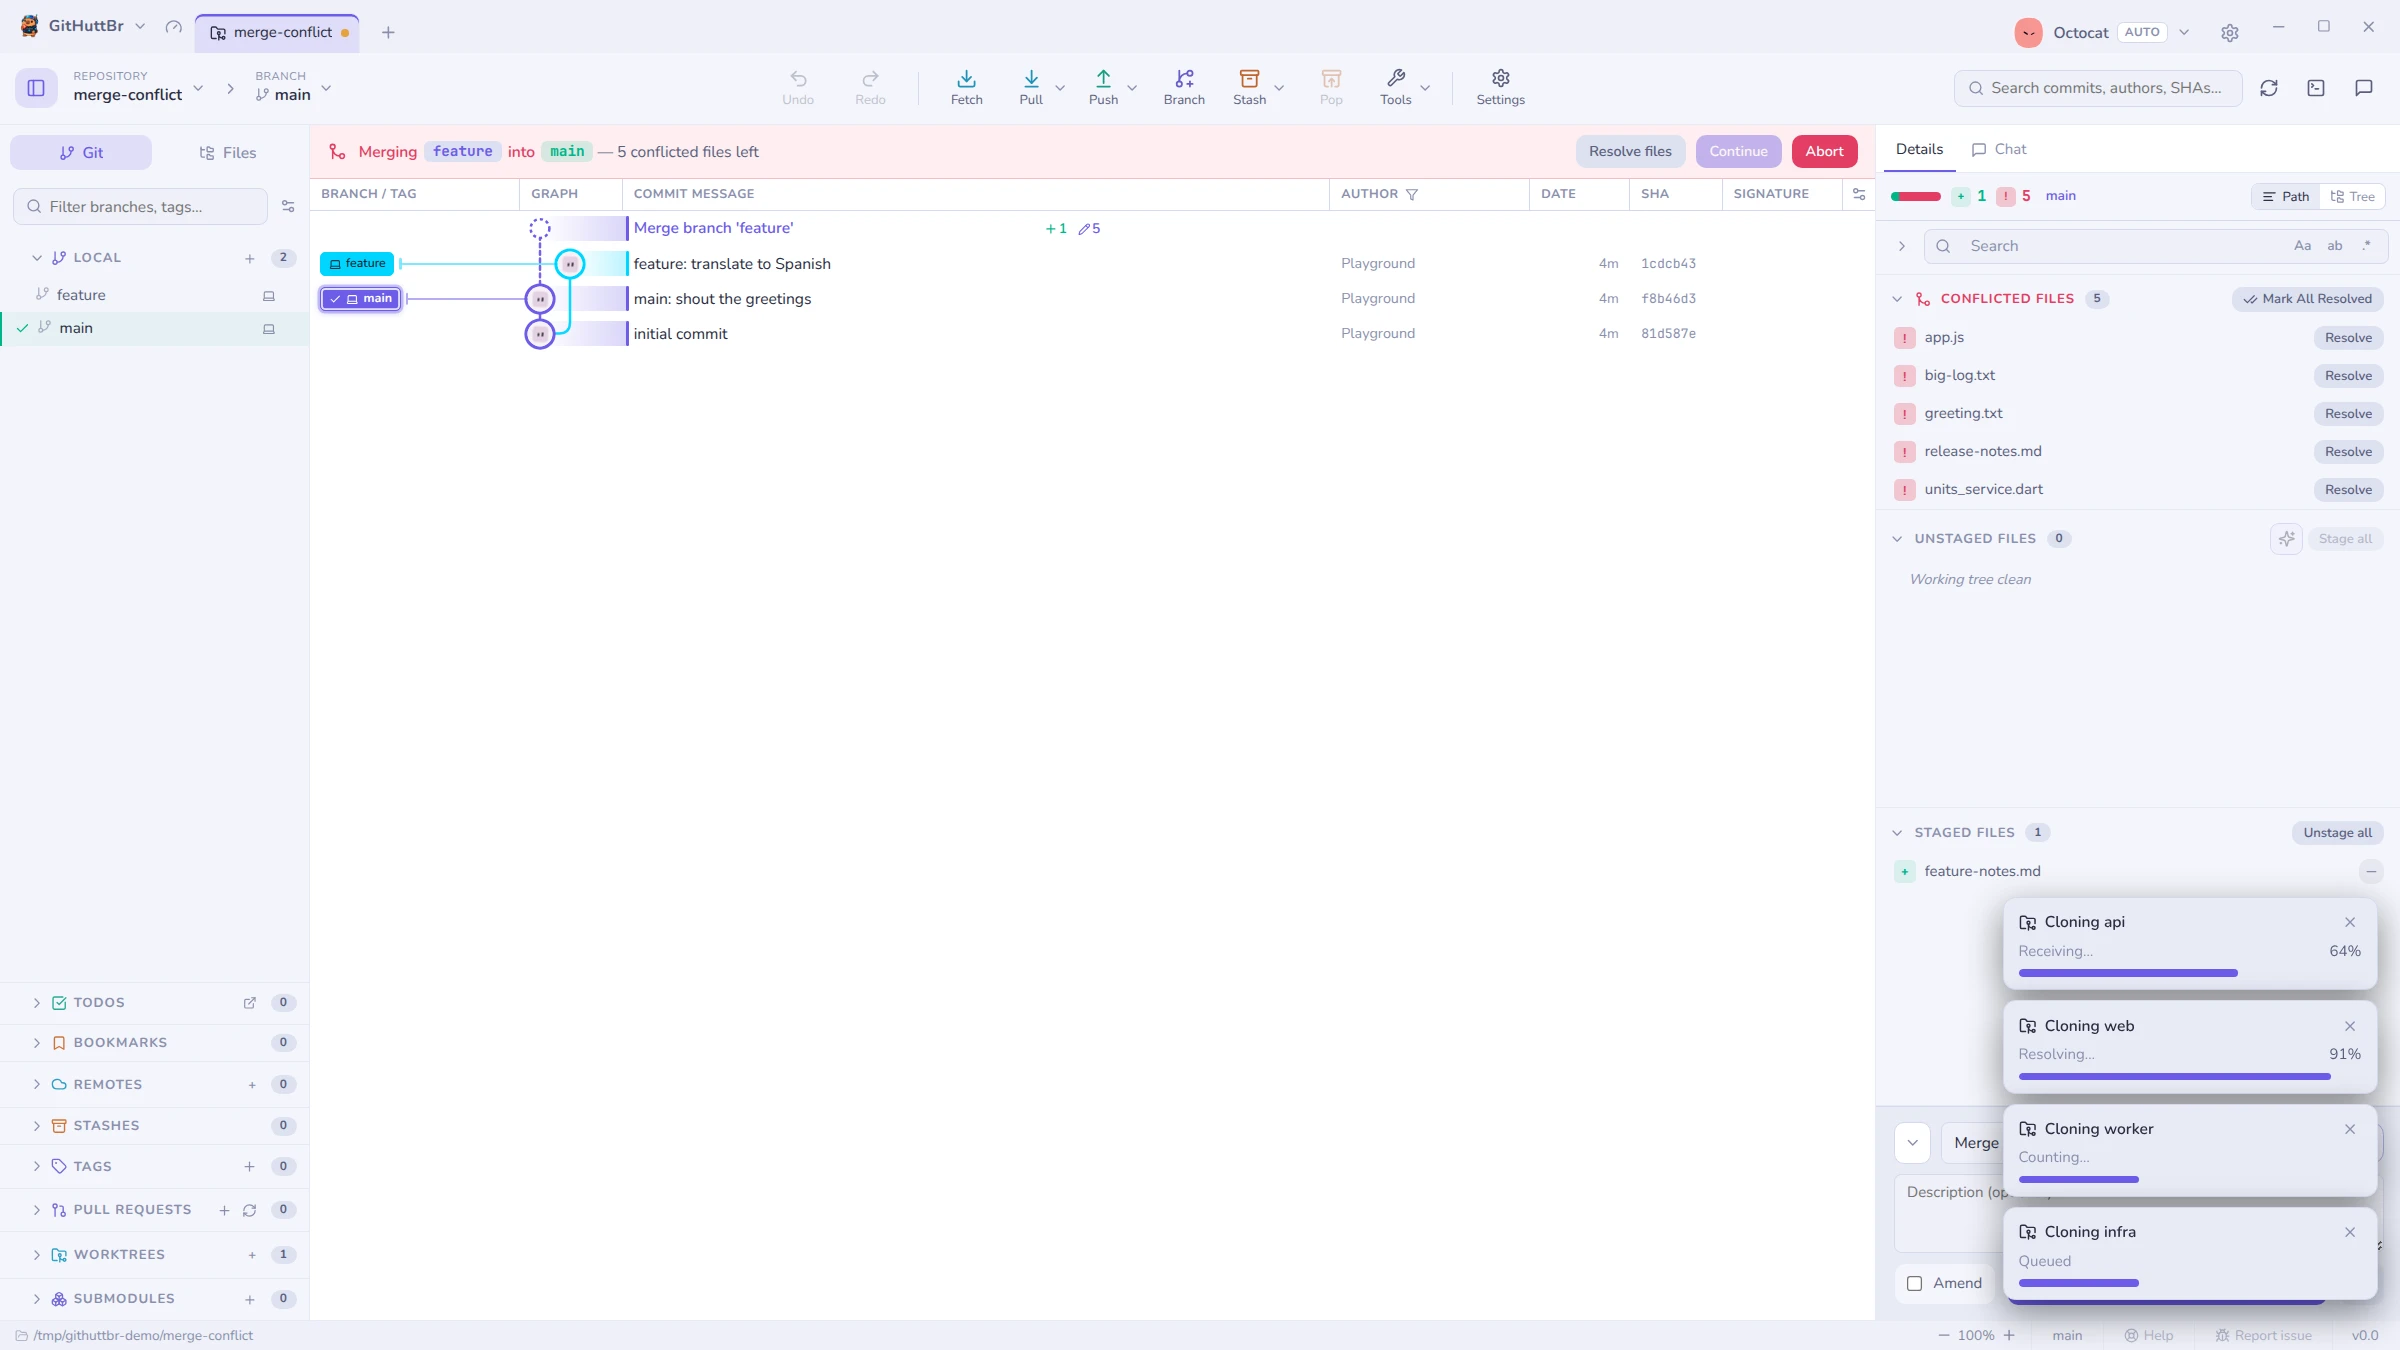 GitHuttBr
merge-conflict
Octocat AUTO
REPOSITORY
merge-conflict
BRANCH
main
Undo
Redo
Fetch
Pull
Push
Branch
Stash
Pop
Tools
Settings
Search commits, authors, SHAs...
Git
Files
Filter branches, tags...
LOCAL 2
feature
main
TODOS 0
BOOKMARKS 0
REMOTES 0
STASHES 0
TAGS 0
PULL REQUESTS 0
WORKTREES 1
SUBMODULES 0
Merging feature into main — 5 conflicted files left
Resolve files
Continue
Abort
BRANCH / TAG GRAPH COMMIT MESSAGE AUTHOR DATE SHA SIGNATURE
Merge branch 'feature' +1 5
feature feature: translate to Spanish Playground 4m 1cdcb43
main main: shout the greetings Playground 4m f8b46d3
initial commit Playground 4m 81d587e
Details
Chat
+ 1 ! 5 main
Path
Tree
Search Aa ab .*
CONFLICTED FILES 5 Mark All Resolved
! app.js Resolve
! big-log.txt Resolve
! greeting.txt Resolve
! release-notes.md Resolve
! units_service.dart Resolve
UNSTAGED FILES 0 Stage all
Working tree clean
STAGED FILES 1 Unstage all
+ feature-notes.md
Cloning api
Receiving... 64%
Cloning web
Resolving... 91%
Cloning worker
Counting...
Cloning infra
Queued
Merge
Description
Amend
/tmp/githuttbr-demo/merge-conflict
100%
main
Help
Report issue
v0.0